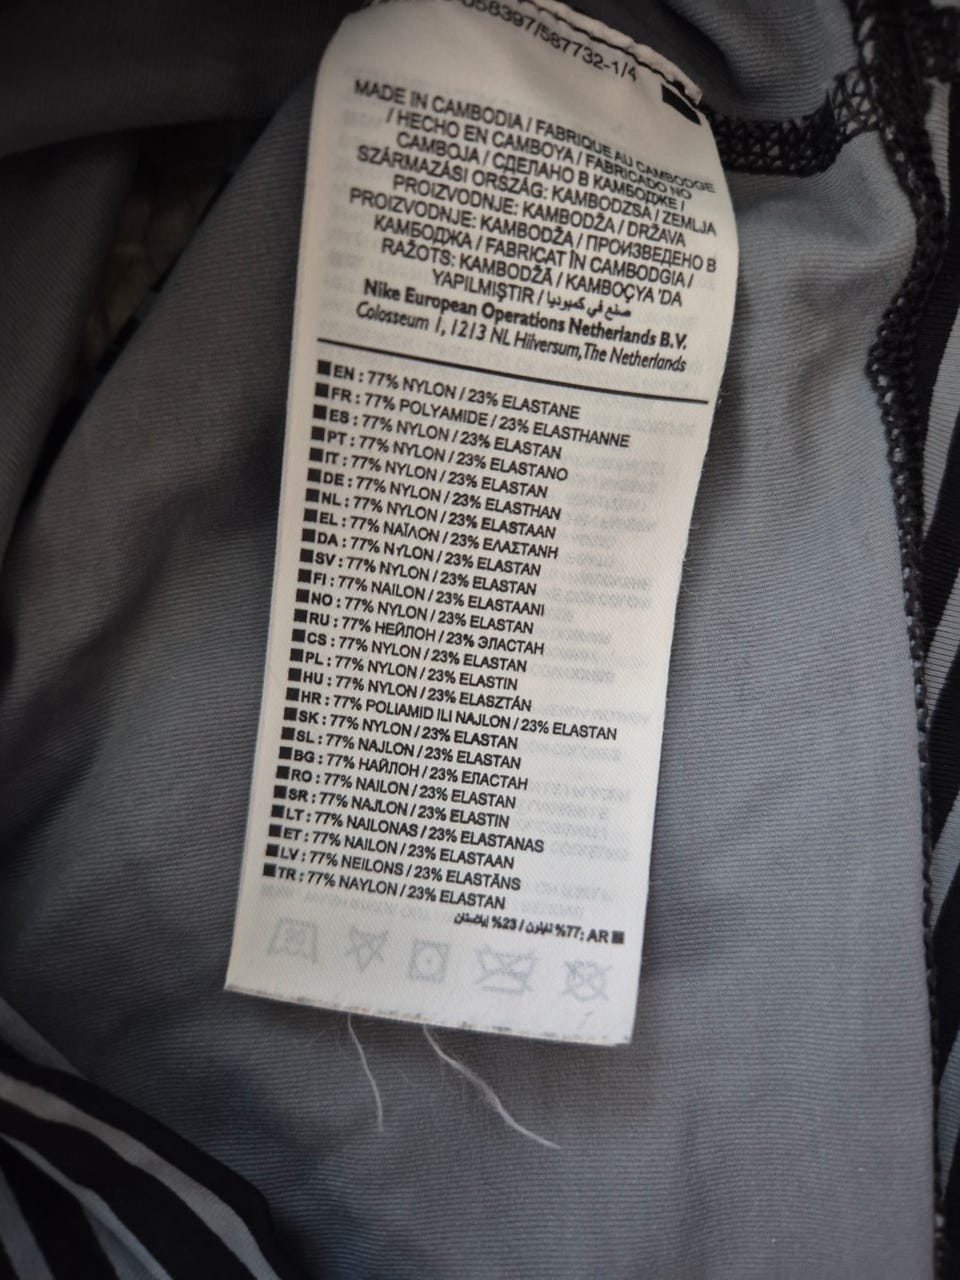 058397/587732-1/4
MADE IN CAMBODIA / FABRIQUE AU CAMBODGE
/ HECHO EN CAMBOYA / FABRICADO NO
CAMBOJA / СДЕЛАНО В КАМБОДЖЕ /
SZÁRMAZÁSI ORSZÁG: KAMBODZSA / ZEMLJA
PROIZVODNJE: KAMBODŽA / DRŽAVA
PROIZVODNJE: KAMBODŽA / ПРОИЗВЕДЕНО В
КАМБОДЖА / FABRICAT ÎN CAMBODGIA /
RAŽOTS: KAMBODŽĀ / KAMBOÇYA 'DA
YAPILMIŞTIR / صنع في كمبوديا
Nike European Operations Netherlands B.V.
Colosseum 1, 1213 NL Hilversum, The Netherlands
EN : 77% NYLON / 23% ELASTANE
FR : 77% POLYAMIDE / 23% ELASTHANNE
ES : 77% NYLON / 23% ELASTAN
PT : 77% NYLON / 23% ELASTANO
IT : 77% NYLON / 23% ELASTAN
DE : 77% NYLON / 23% ELASTHAN
NL : 77% NYLON / 23% ELASTAAN
EL : 77% ΝΑΪΛΟΝ / 23% ΕΛΑΣΤΑΝΗ
DA : 77% NYLON / 23% ELASTAN
SV : 77% NYLON / 23% ELASTAN
FI : 77% NAILON / 23% ELASTAANI
NO : 77% NYLON / 23% ELASTAN
RU : 77% НЕЙЛОН / 23% ЭЛАСТАН
CS : 77% NYLON / 23% ELASTAN
PL : 77% NYLON / 23% ELASTIN
HU : 77% NYLON / 23% ELASZTÁN
HR : 77% POLIAMID ILI NAJLON / 23% ELASTAN
SK : 77% NYLON / 23% ELASTAN
SL : 77% NAJLON / 23% ELASTAN
BG : 77% НАЙЛОН / 23% ЕЛАСТАН
RO : 77% NAILON / 23% ELASTAN
SR : 77% NAJLON / 23% ELASTIN
LT : 77% NAILONAS / 23% ELASTANAS
ET : 77% NAILON / 23% ELASTAAN
LV : 77% NEILONS / 23% ELASTĀNS
TR : 77% NAYLON / 23% ELASTAN
AR :77% نايلون / 23% إيلاستان